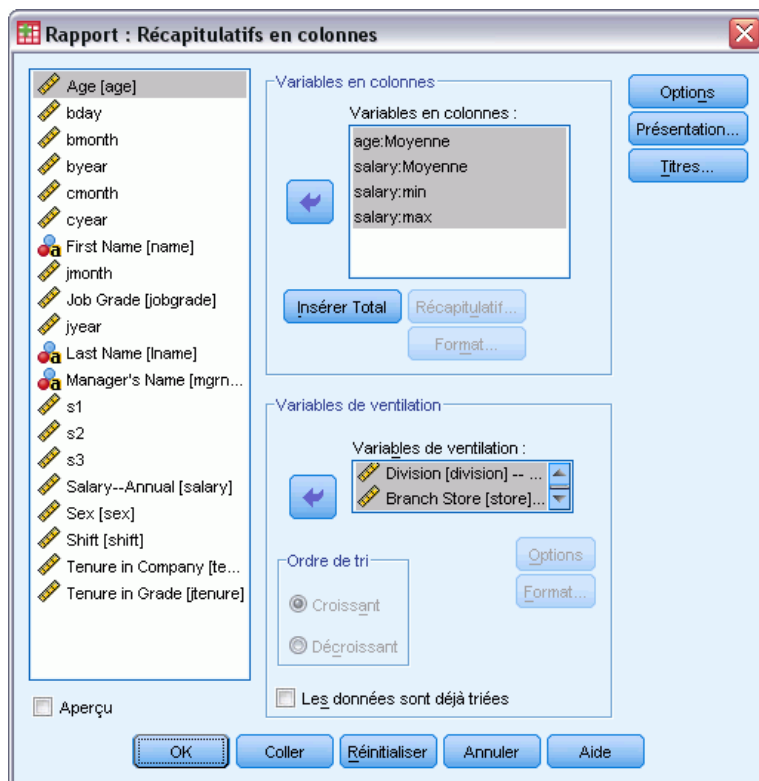 Rapport : Récapitulatifs en colonnes
Age [age]
bday
bmonth
byear
cmonth
cyear
First Name [name]
jmonth
Job Grade [jobgrade]
jyear
Last Name [lname]
Manager's Name [mgrn...
s1
s2
s3
Salary--Annual [salary]
Sex [sex]
Shift [shift]
Tenure in Company [te...
Tenure in Grade [jtenure]
Aperçu
Variables en colonnes
Variables en colonnes :
age:Moyenne
salary:Moyenne
salary:min
salary:max
Insérer Total
Récapitulatif...
Format...
Variables de ventilation
Variables de ventilation :
Division [division] -- ...
Branch Store [store]...
Ordre de tri
Croissant
Décroissant
Options
Format...
Les données sont déjà triées
Options
Présentation...
Titres...
OK
Coller
Réinitialiser
Annuler
Aide